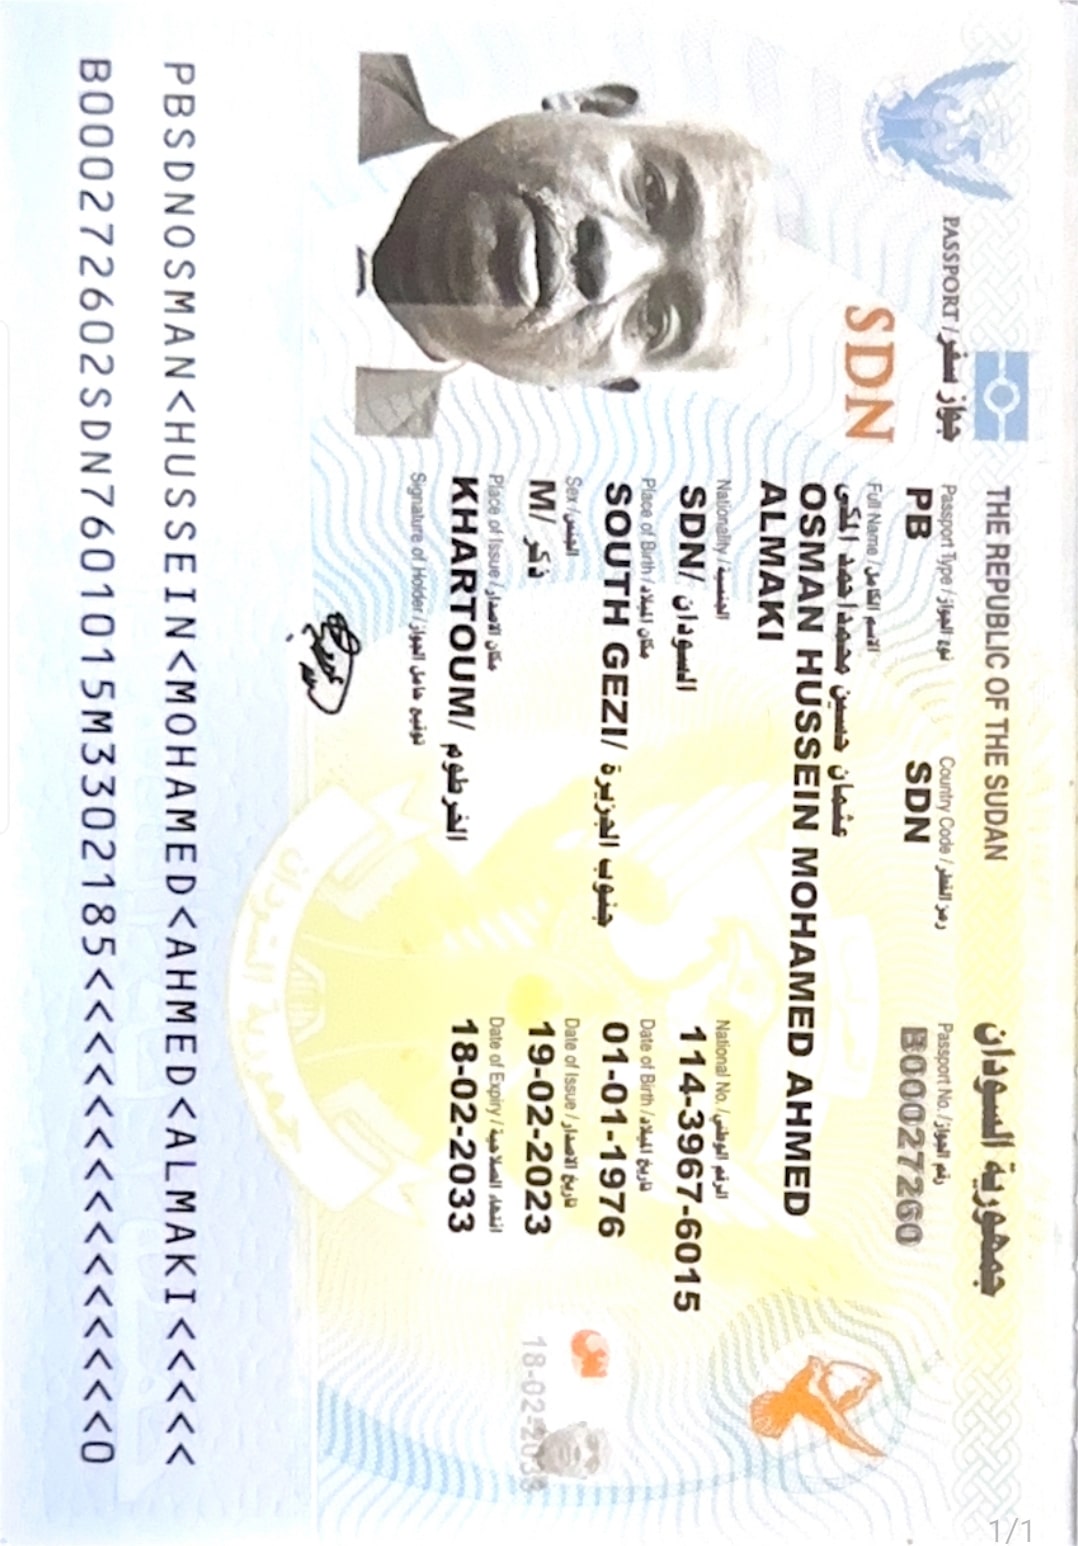 THE REPUBLIC OF THE SUDAN جمهورية السودان
PASSPORT / جواز سفر
Passport Type / نوع الجواز Country Code / رمز القطر Passport No. / رقم الجواز
PB SDN B00027260
SDN
Full Name / الاسم الكامل
عثمان حسين محمد احمد المكي
OSMAN HUSSEIN MOHAMED AHMED
ALMAKI
Nationality / الجنسية National No. / الرقم الوطني
SDN/ السودان 114-3967-6015
Place of Birth / مكان الميلاد Date of Birth / تاريخ الميلاد
SOUTH GEZI/ جنوب الجزيرة 01-01-1976
Sex / الجنس Date of Issue / تاريخ الاصدار
M/ ذكر 19-02-2023
18-02-2033
Place of Issue / مكان الاصدار Date of Expiry / انتهاء الصلاحية
KHARTOUM/ الخرطوم 18-02-2033
Signature of Holder / توقيع حامل الجواز
جمهورية السودان
PBSDNOSMAN<HUSSEIN<MOHAMED<AHMED<ALMAKI<<<<<
B000272602SDN7601015M3302185<<<<<<<<<<<<<<<0
1/1